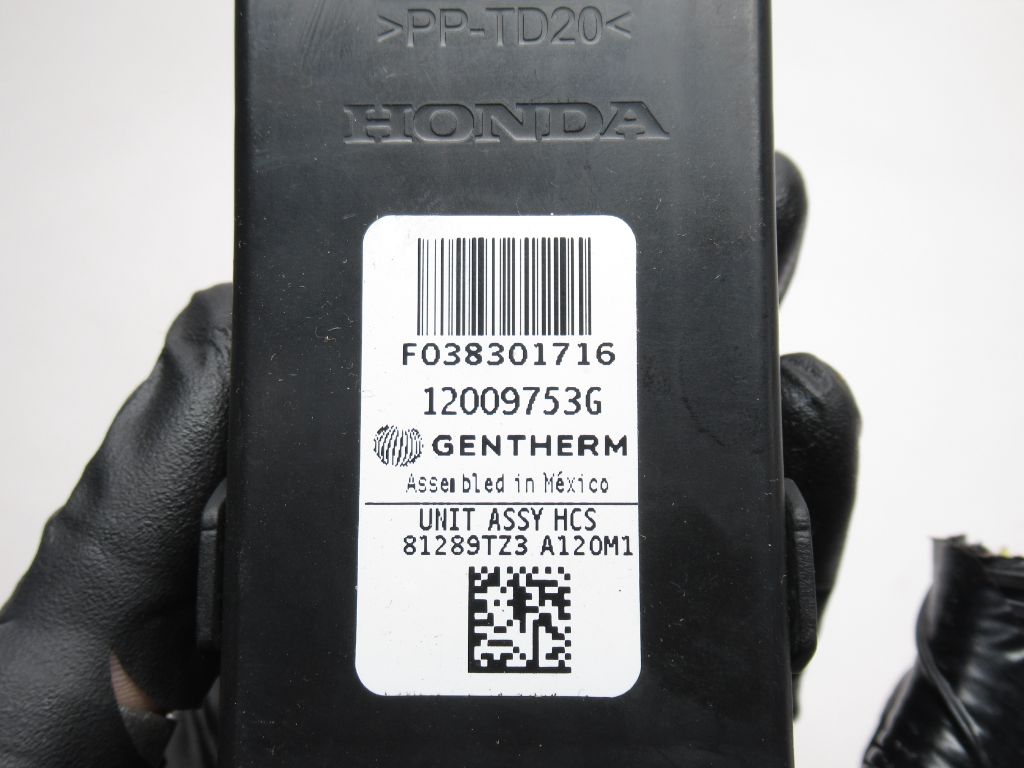 >PP-TD20<
HONDA
F038301716
12009753G
GENTHERM
Assembled in México
UNIT ASSY HCS
81289TZ3 A120M1